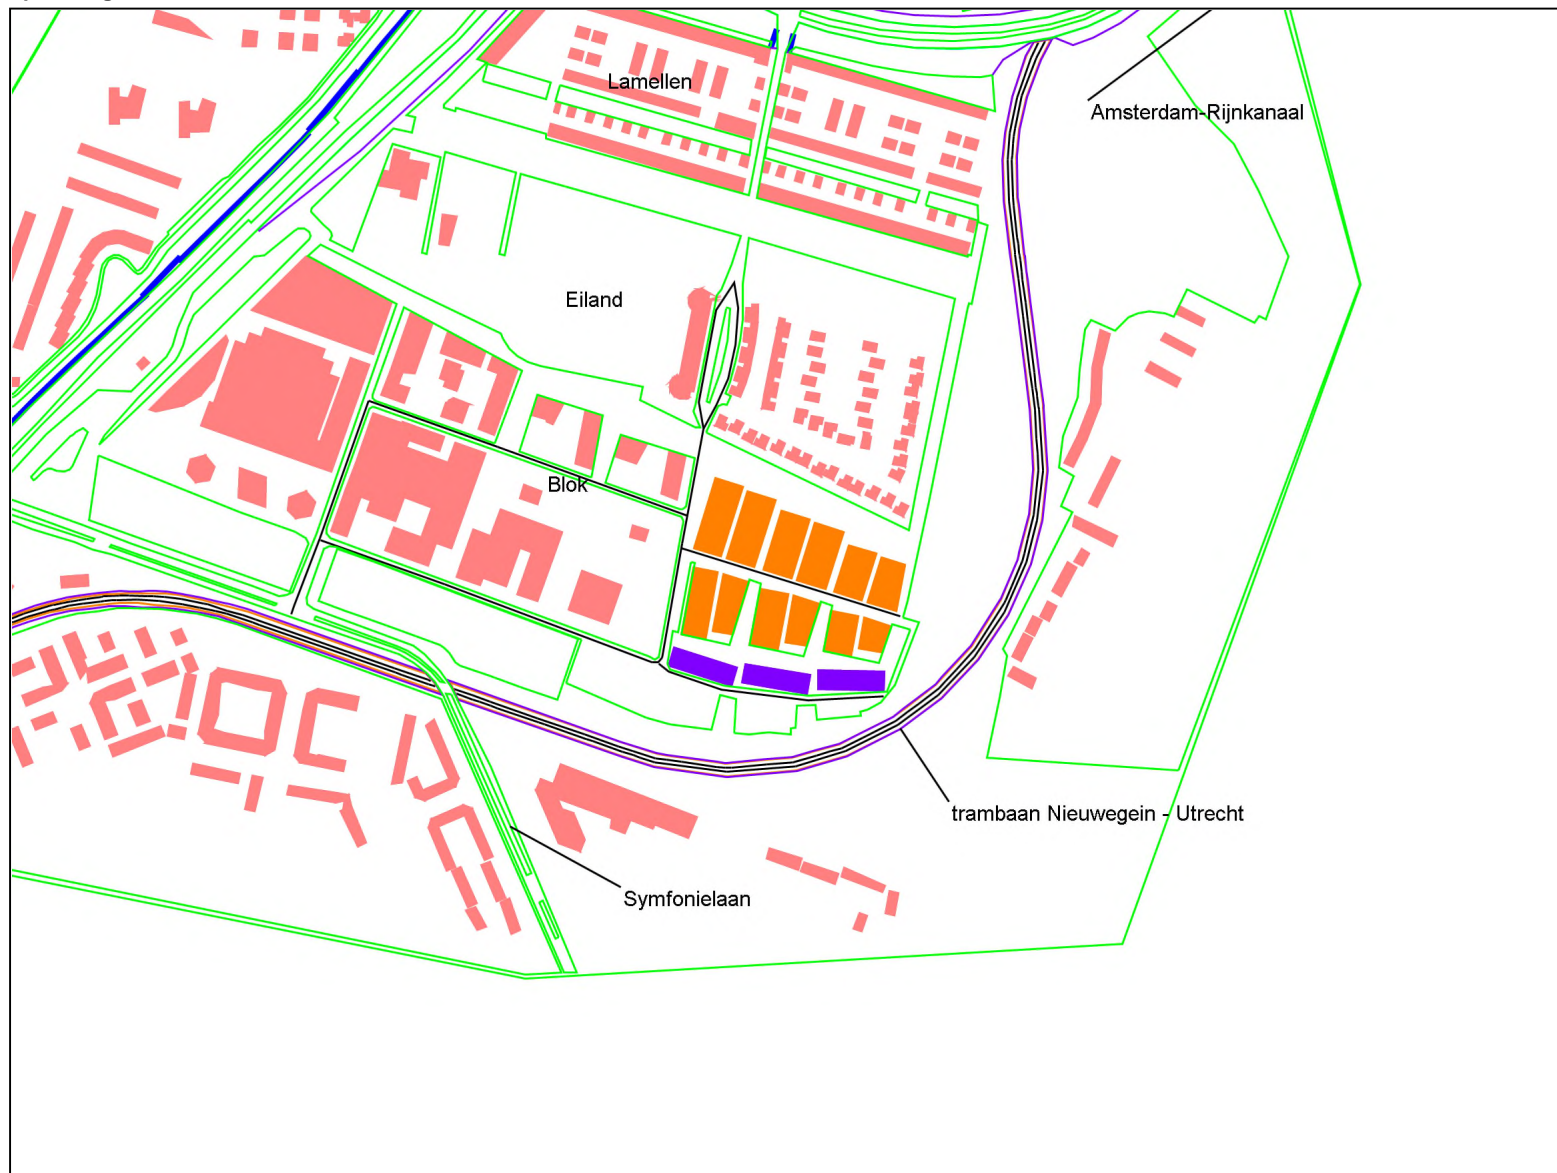 Lamellen
Amsterdam-Rijnkanaal
Eiland
Blok
trambaan Nieuwegein - Utrecht
Symfonielaan